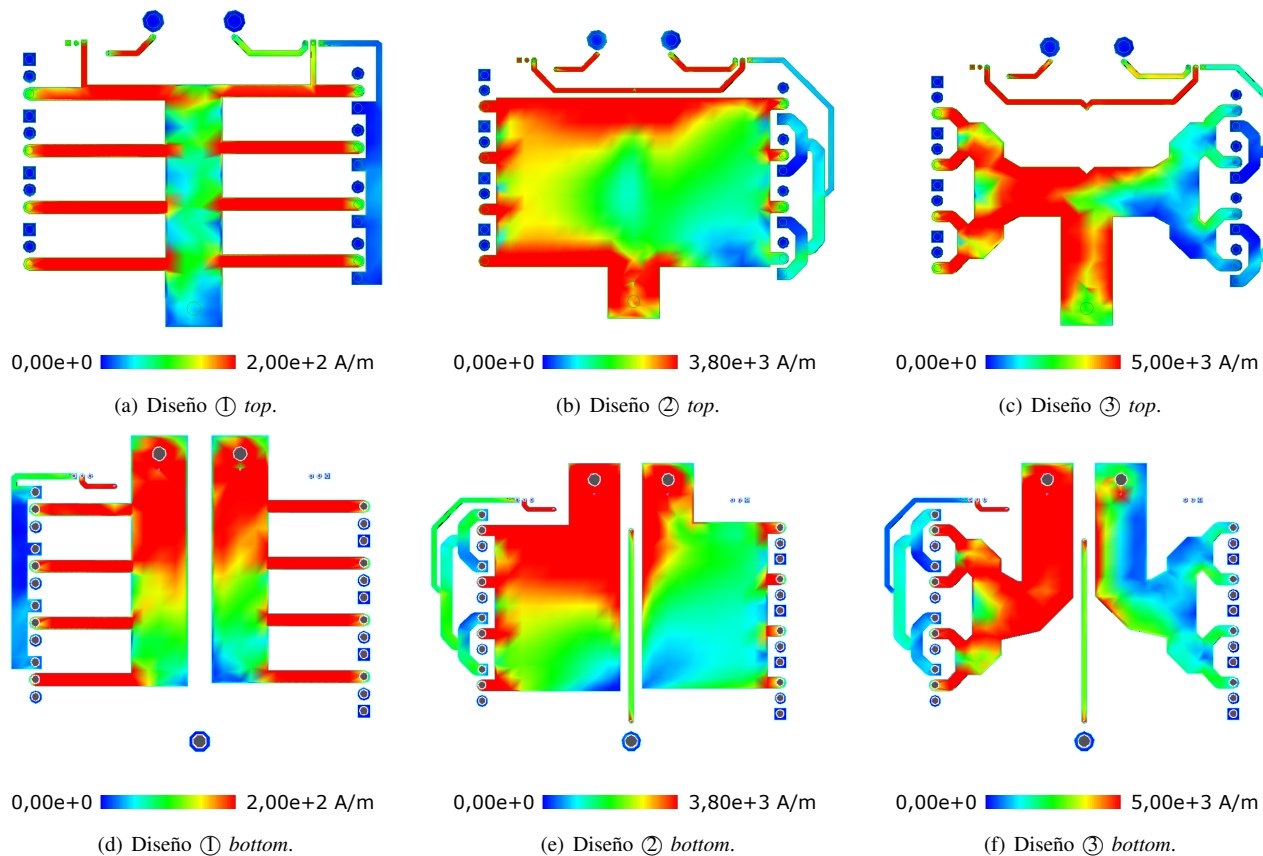 0,00e+0 2,00e+2 A/m
0,00e+0 3,80e+3 A/m
0,00e+0 5,00e+3 A/m
(a) Diseño ① top.
(b) Diseño ② top.
(c) Diseño ③ top.
0,00e+0 2,00e+2 A/m
0,00e+0 3,80e+3 A/m
0,00e+0 5,00e+3 A/m
(d) Diseño ① bottom.
(e) Diseño ② bottom.
(f) Diseño ③ bottom.